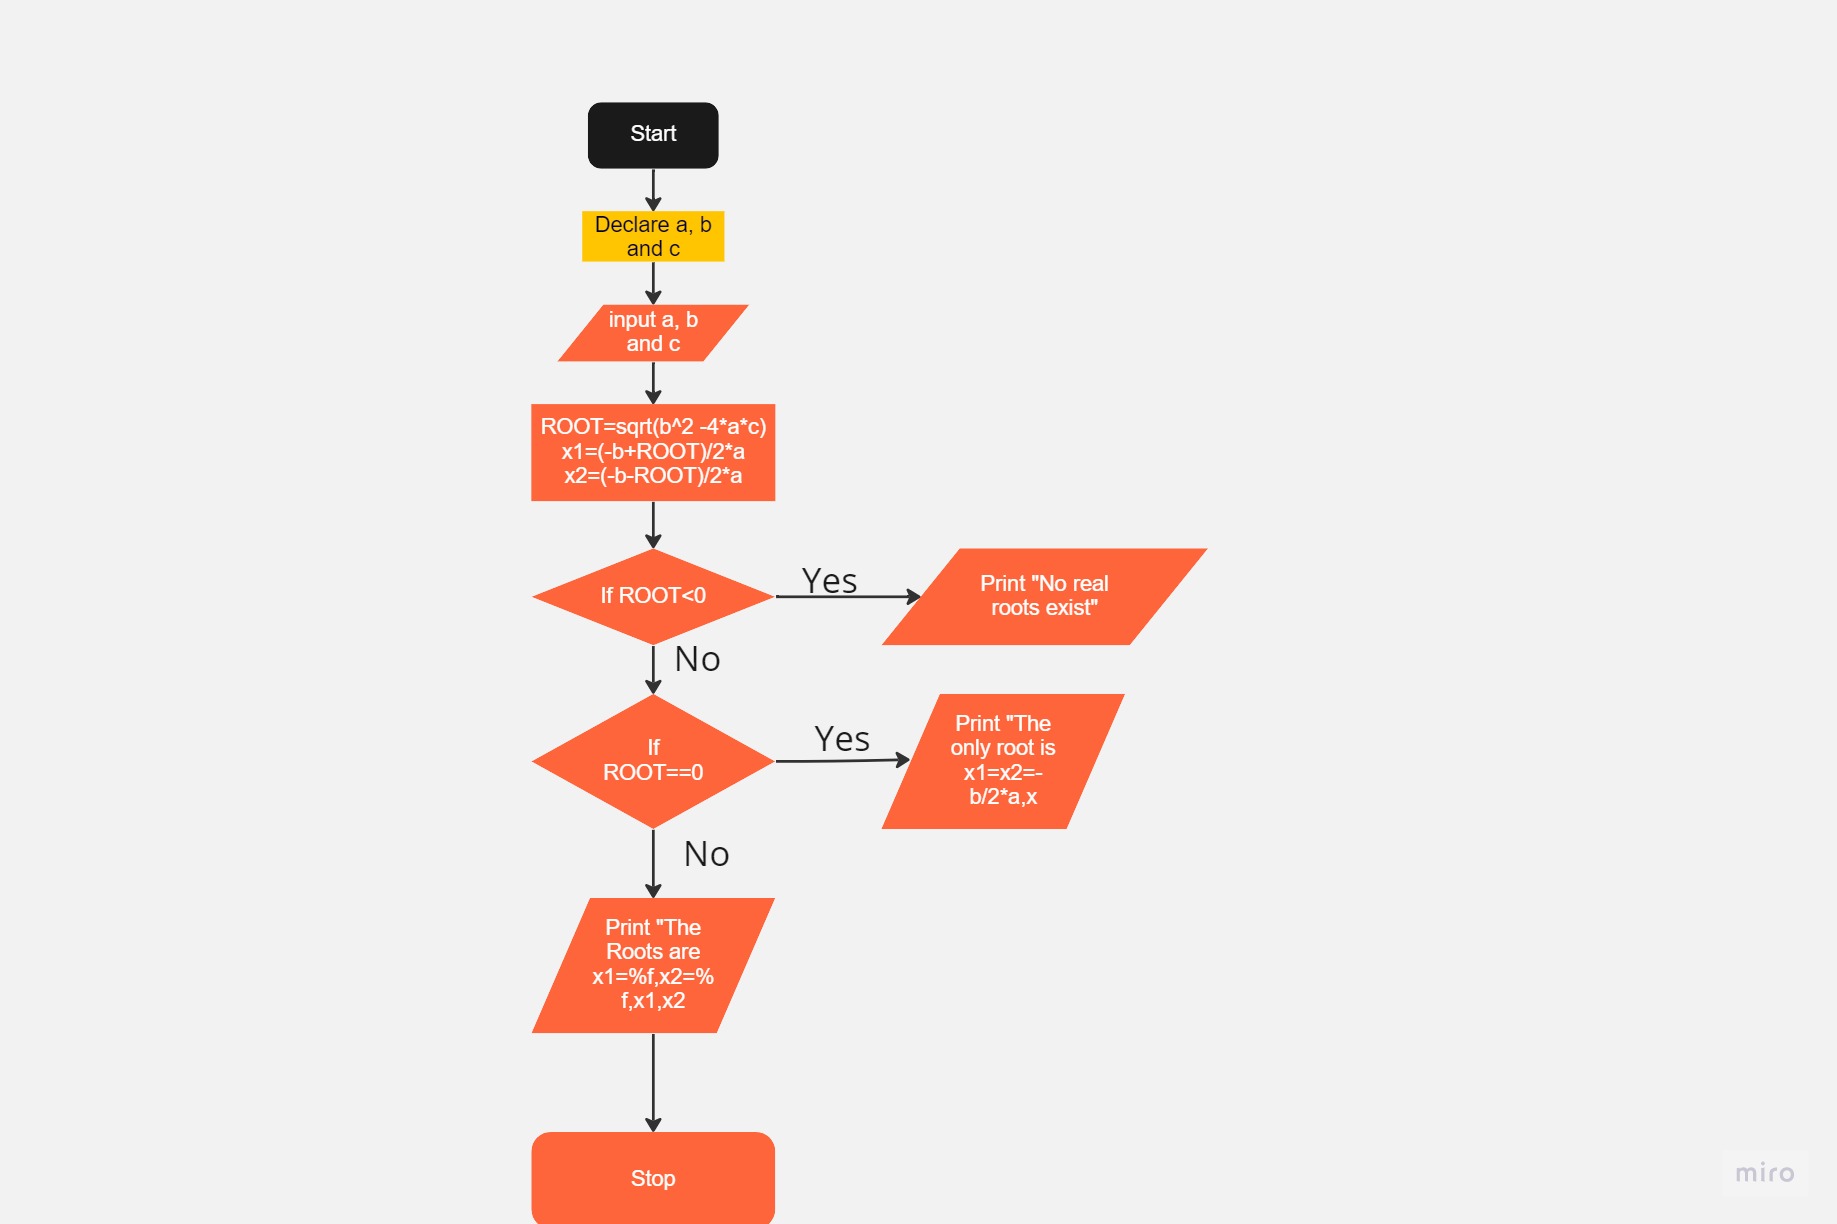 Start
Declare a, b
and c
input a, b
and c
ROOT=sqrt(b^2 -4*a*c)
x1=(-b+ROOT)/2*a
x2=(-b-ROOT)/2*a
If ROOT<0
Yes
Print "No real
roots exist"
No
If
ROOT==0
Yes
Print "The
only root is
x1=x2=-
b/2*a,x
No
Print "The
Roots are
x1=%f,x2=%
f,x1,x2
Stop
miro